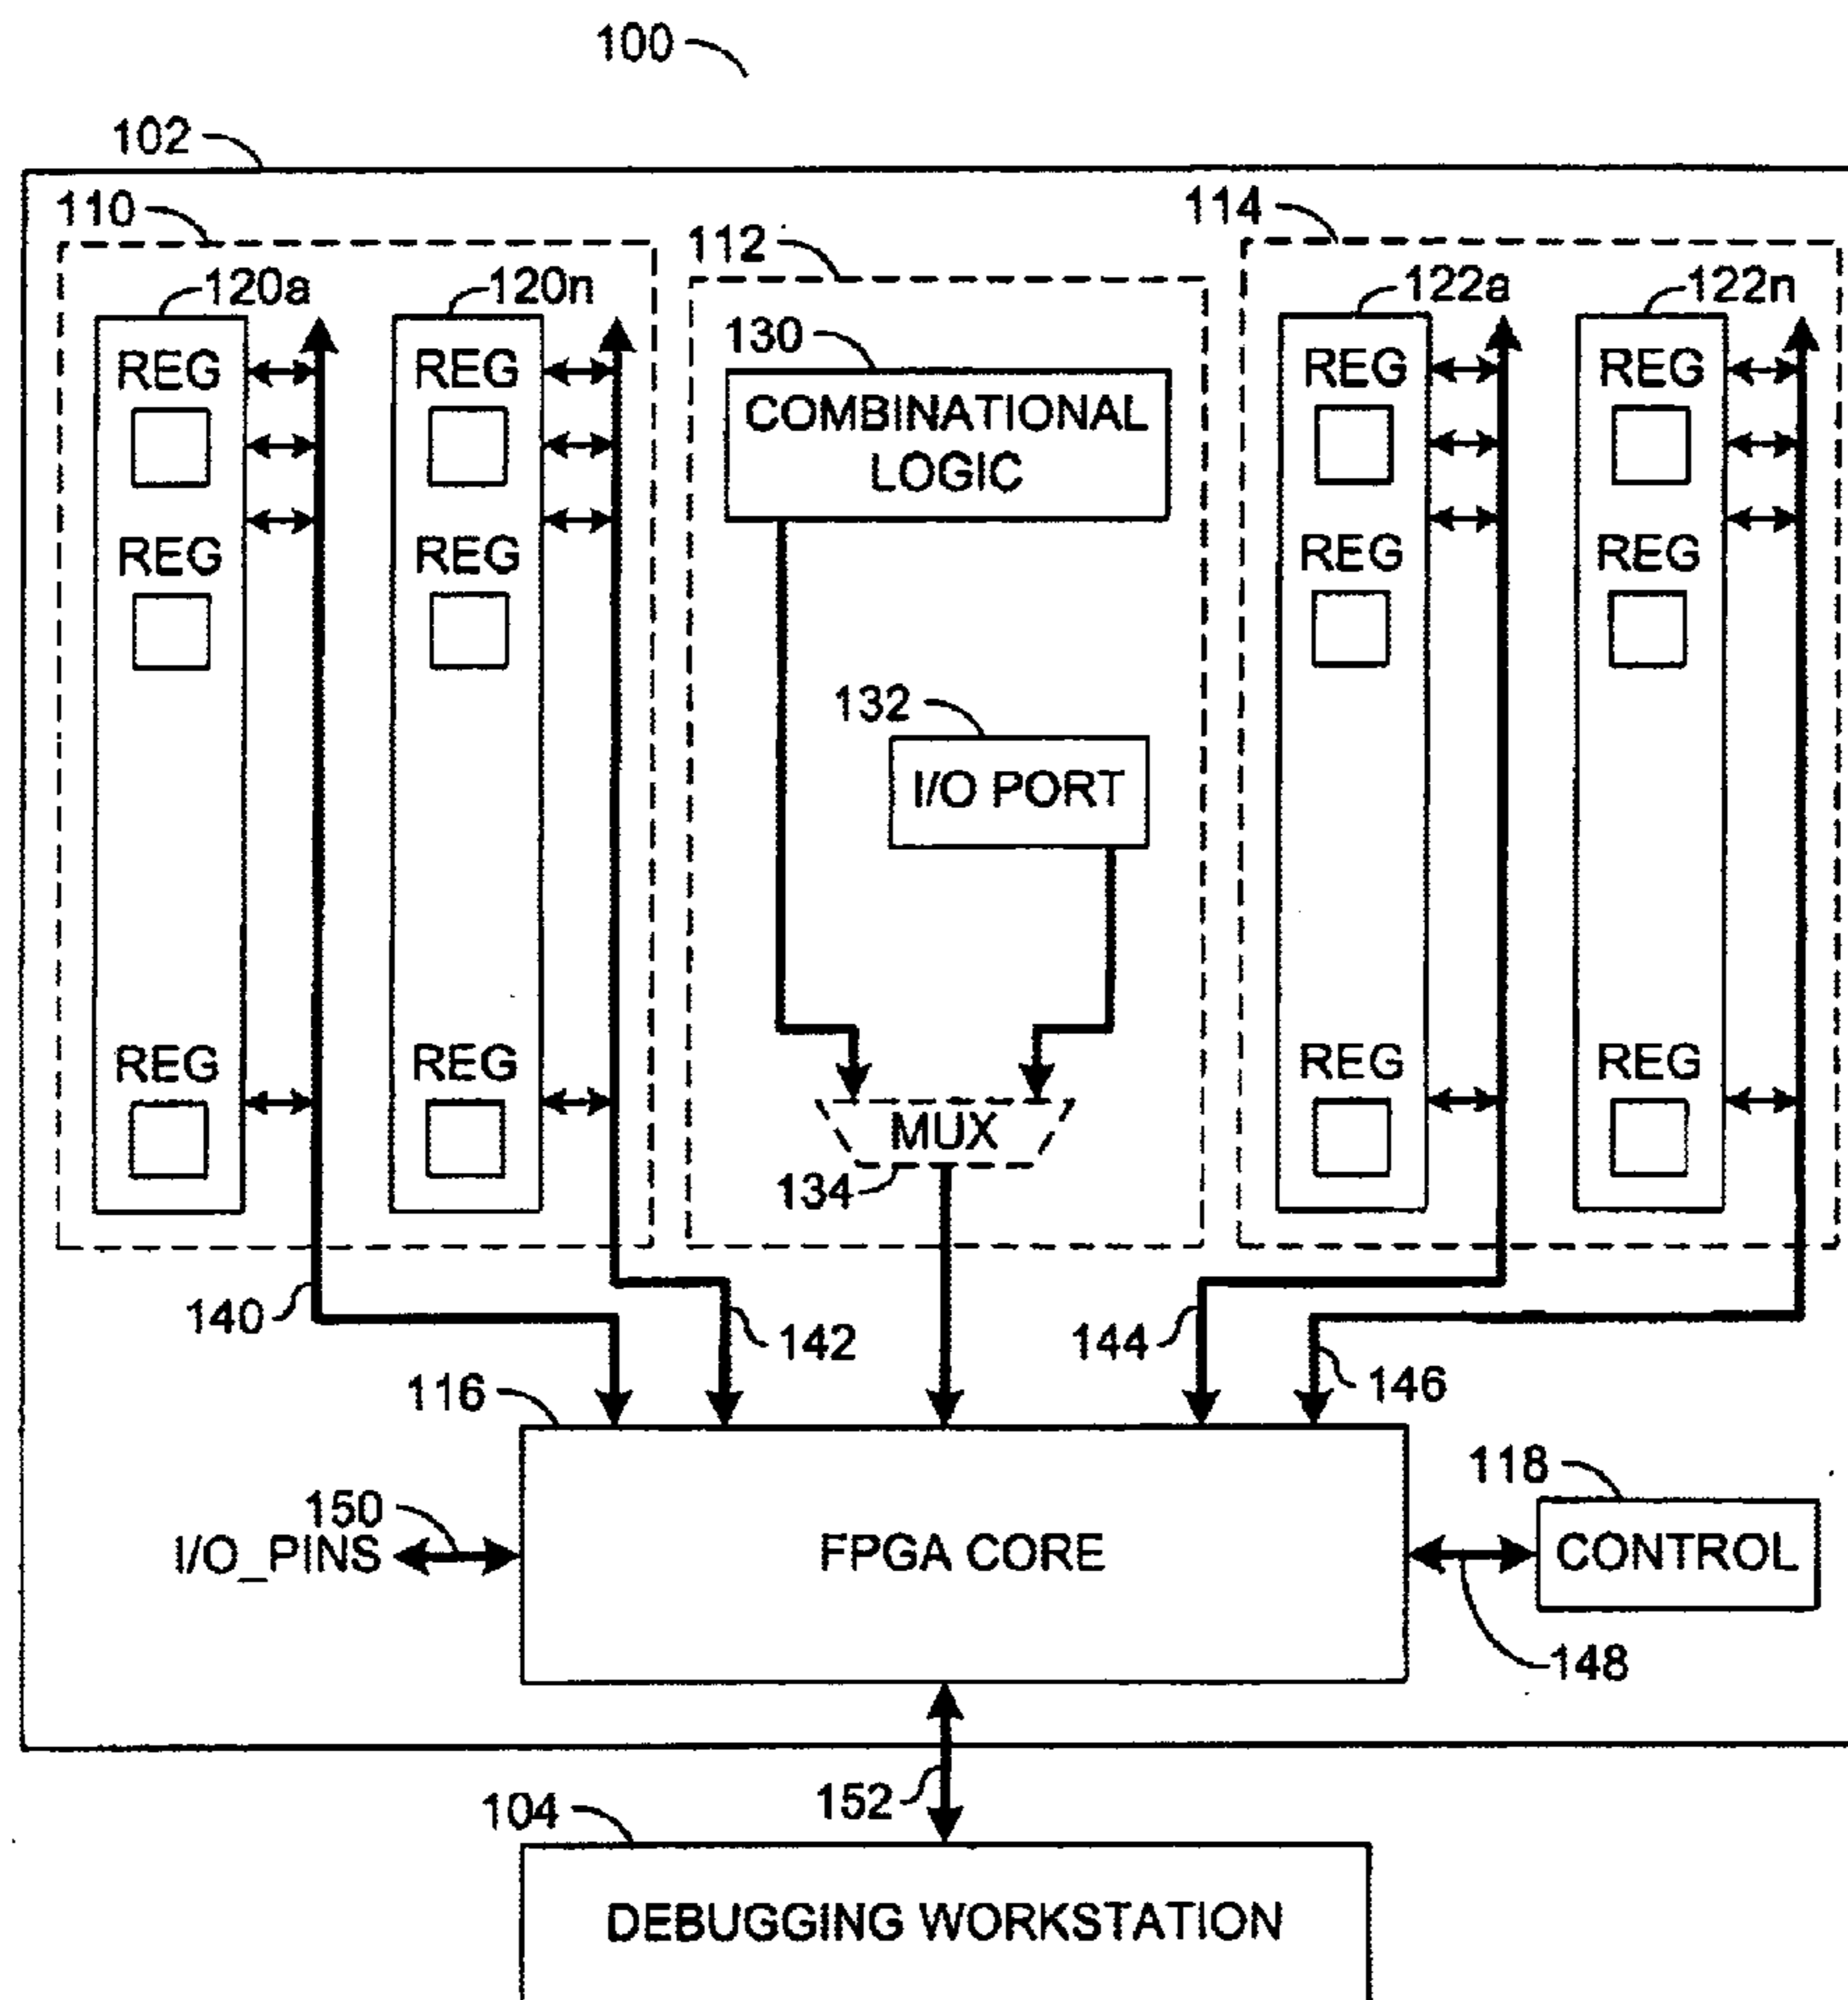 100
102
110
112
114
120a
120n
122a
122n
130
REG
REG
REG
REG
COMBINATIONAL
LOGIC
REG
REG
REG
REG
132
I/O PORT
REG
REG
REG
REG
MUX
134
140
142
144
146
116
118
150
I/O_PINS
FPGA CORE
CONTROL
148
152
104
DEBUGGING WORKSTATION